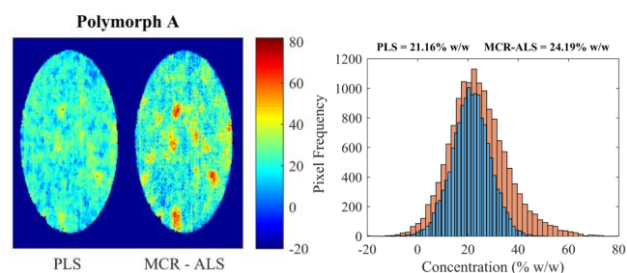 Polymorph A
80
60
40
20
0
-20
PLS
MCR - ALS
PLS = 21.16% w/w MCR-ALS = 24.19% w/w
1200
1000
800
600
400
200
0
Pixel Frequency
-20 0 20 40 60 80
Concentration (% w/w)